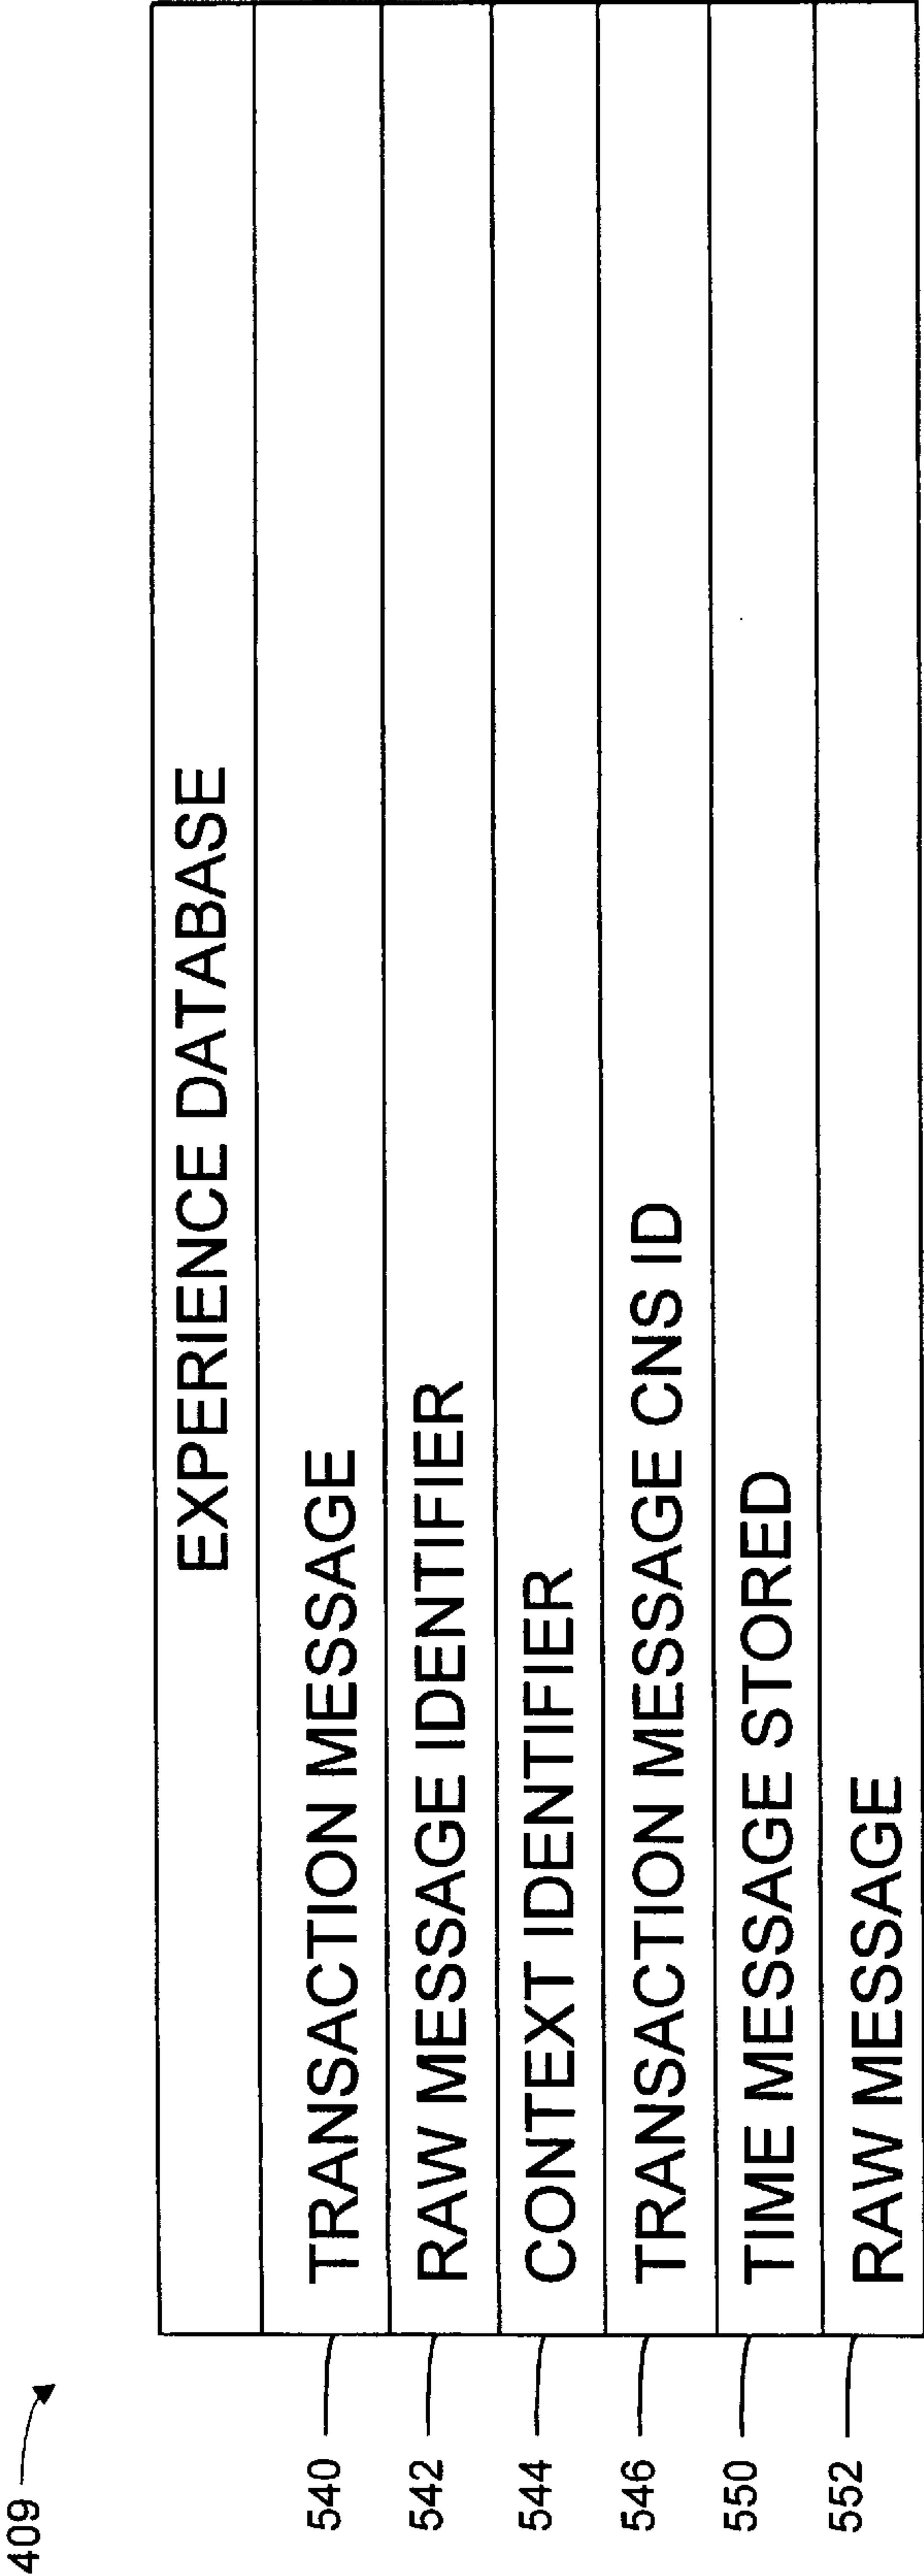 409
EXPERIENCE DATABASE
540 TRANSACTION MESSAGE
542 RAW MESSAGE IDENTIFIER
544 CONTEXT IDENTIFIER
546 TRANSACTION MESSAGE CNS ID
550 TIME MESSAGE STORED
552 RAW MESSAGE